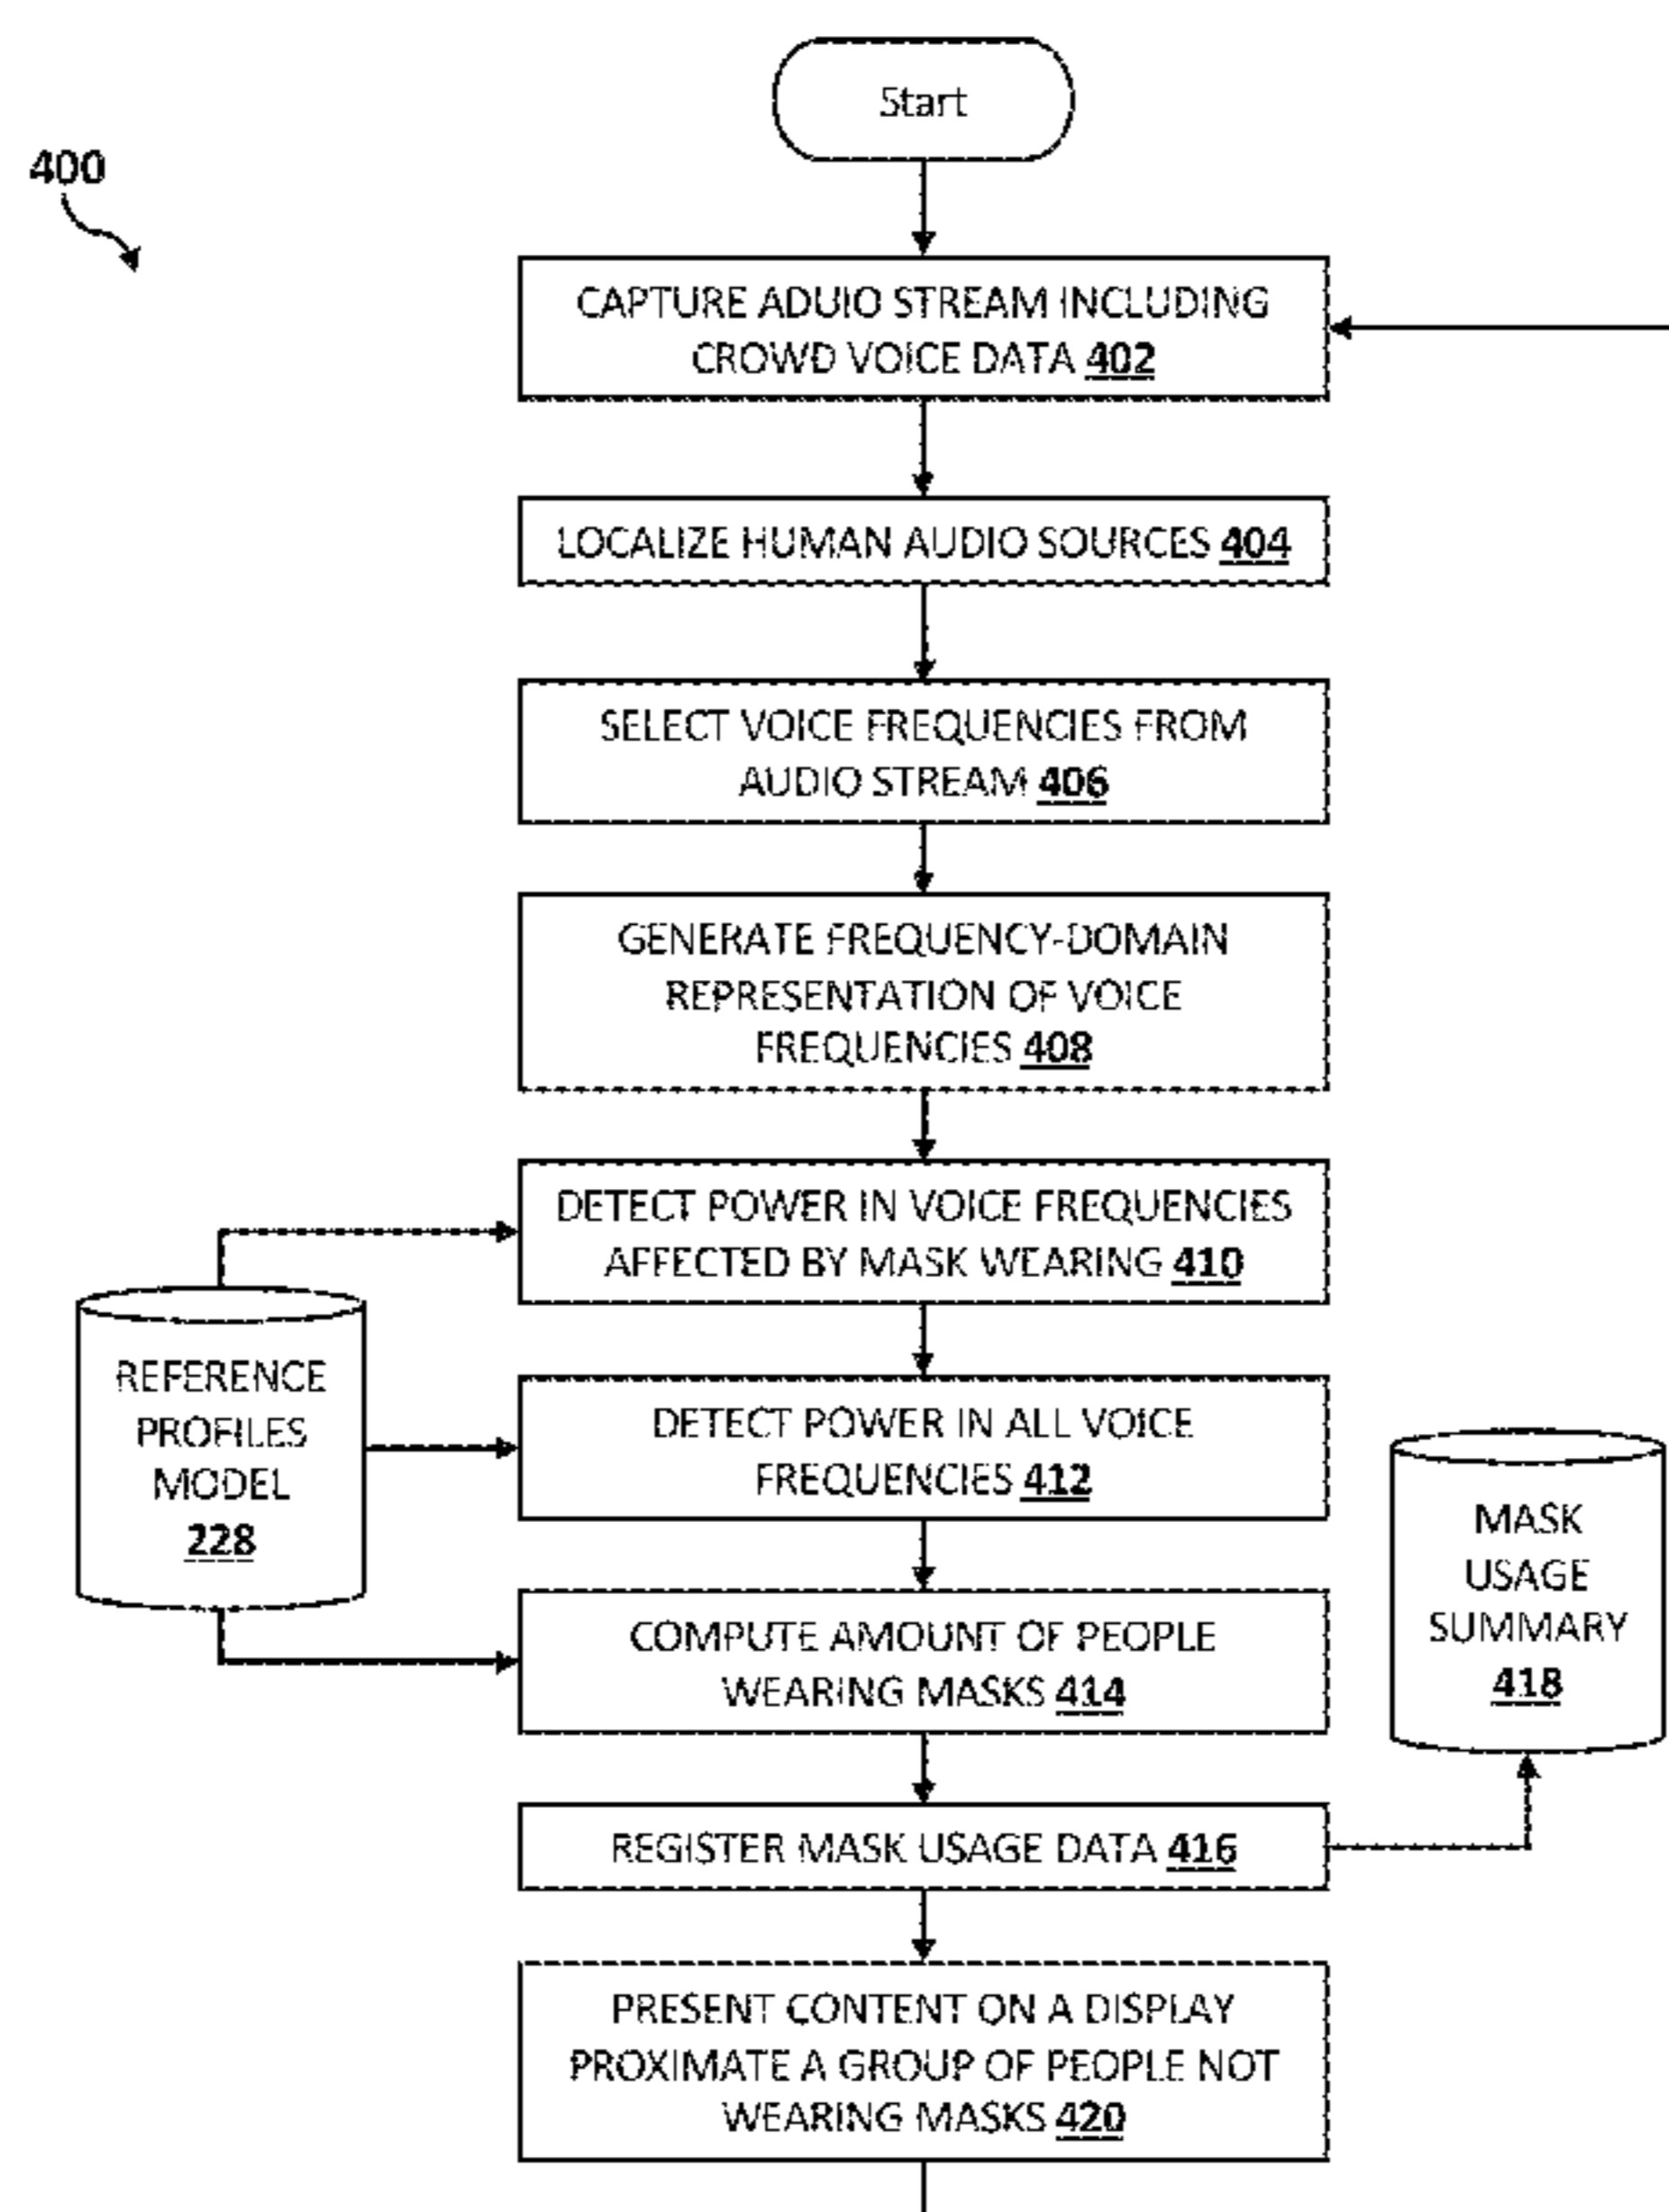 Start
400
CAPTURE ADUIO STREAM INCLUDING
CROWD VOICE DATA 402
LOCALIZE HUMAN AUDIO SOURCES 404
SELECT VOICE FREQUENCIES FROM
AUDIO STREAM 406
GENERATE FREQUENCY-DOMAIN
REPRESENTATION OF VOICE
FREQUENCIES 408
DETECT POWER IN VOICE FREQUENCIES
AFFECTED BY MASK WEARING 410
REFERENCE
PROFILES
MODEL
228
DETECT POWER IN ALL VOICE
FREQUENCIES 412
MASK
USAGE
SUMMARY
418
COMPUTE AMOUNT OF PEOPLE
WEARING MASKS 414
REGISTER MASK USAGE DATA 416
PRESENT CONTENT ON A DISPLAY
PROXIMATE A GROUP OF PEOPLE NOT
WEARING MASKS 420